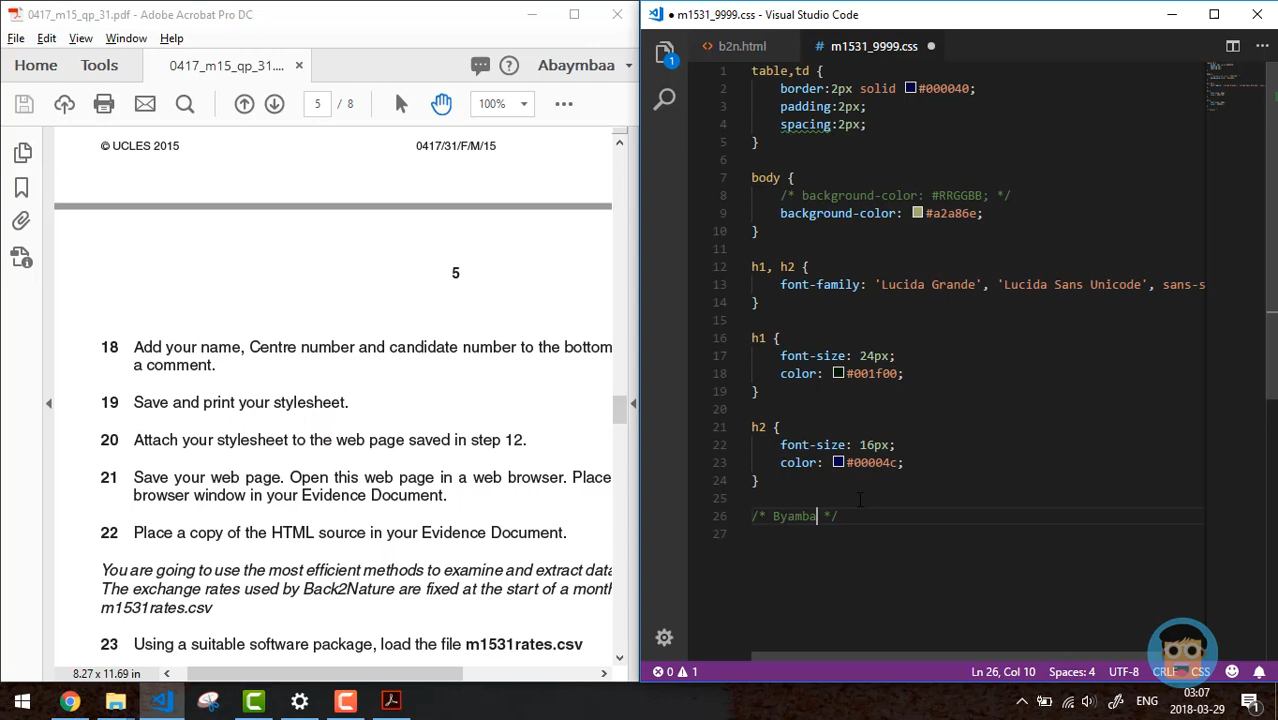 0417_m15_qp_31.pdf - Adobe Acrobat Pro DC
File Edit View Window Help
Home Tools 0417_m15_qp_31.... × Abaymbaa
5 / 8 100%
© UCLES 2015 0417/31/F/M/15
5
18 Add your name, Centre number and candidate number to the bottom
a comment.
19 Save and print your stylesheet.
20 Attach your stylesheet to the web page saved in step 12.
21 Save your web page. Open this web page in a web browser. Place
browser window in your Evidence Document.
22 Place a copy of the HTML source in your Evidence Document.
You are going to use the most efficient methods to examine and extract data
The exchange rates used by Back2Nature are fixed at the start of a month
m1531rates.csv
23 Using a suitable software package, load the file m1531rates.csv
8.27 x 11.69 in
● m1531_9999.css - Visual Studio Code
1
b2n.html # m1531_9999.css
1 table,td {
2 border:2px solid #000040;
3 padding:2px;
4 spacing:2px;
5 }
6
7 body {
8 /* background-color: #RRGGBB; */
9 background-color: #a2a86e;
10 }
11
12 h1, h2 {
13 font-family: 'Lucida Grande', 'Lucida Sans Unicode', sans-s
14 }
15
16 h1 {
17 font-size: 24px;
18 color: #001f00;
19 }
20
21 h2 {
22 font-size: 16px;
23 color: #00004c;
24 }
25
26 /* Byamba */
27
0 1 Ln 26, Col 10 Spaces: 4 UTF-8 CRLF CSS
ENG 03:07
2018-03-29
1